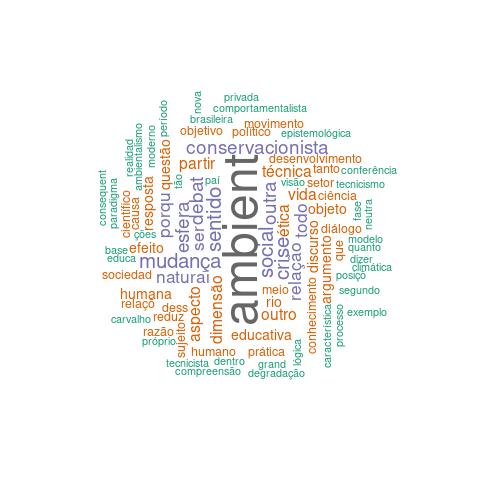 nova
privada
comportamentalista
período
brasileira
movimento
objetivo
político
epistemológica
ambientalismo
moderno
questão
conservacionista
realidad
partir
técnica
desenvolvimento
tanto
conferência
consequent
paradigma
científico
causa
resposta
tão
país
porqu
esfera
ser
debat
sentido
ambient
outra
visão
setor
tecnicismo
vida
ciência
ética
todo
objeto
fase
neutra
ções
social
crise
relação
discurso
diálogo
que
modelo
quanto
base
educa
efeito
mudança
argumento
dizer
climática
sociedad
natural
posiço
humana
relaço
aspecto
dimensão
meio
rio
outro
conhecimento
segundo
dess
reduz
carvalho
razão
próprio
sujeito
educativa
característica
processo
exemplo
humano
prática
lógica
tecnicista
dentro
grand
compreensão
degradação